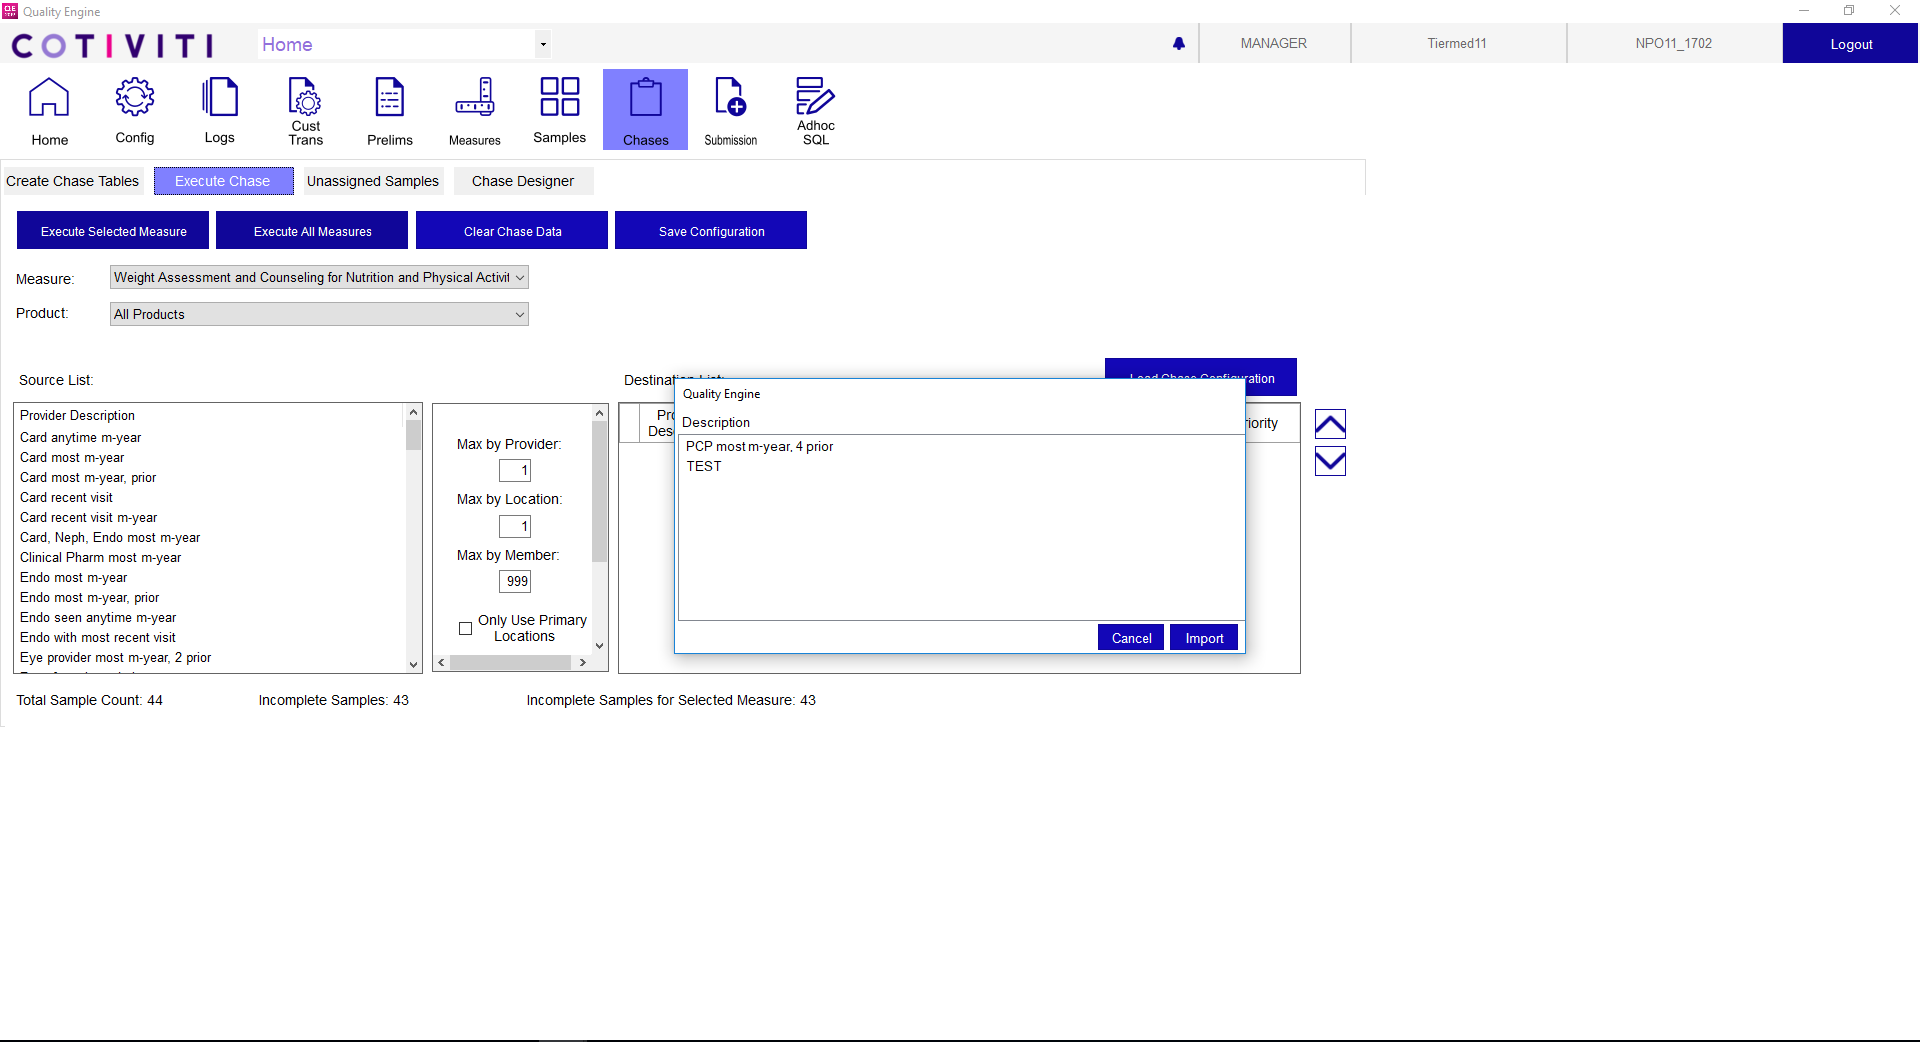 Quality Engine
COTIVITI
Home
MANAGER
Tiermed11
NPO11_1702
Logout
Home
Config
Logs
Cust
Trans
Prelims
Measures
Samples
Chases
Submission
Adhoc
SQL
Create Chase Tables
Execute Chase
Unassigned Samples
Chase Designer
Execute Selected Measure
Execute All Measures
Clear Chase Data
Save Configuration
Measure:
Weight Assessment and Counseling for Nutrition and Physical Activit
Product:
All Products
Source List:
Provider Description
Card anytime m-year
Card most m-year
Card most m-year, prior
Card recent visit
Card recent visit m-year
Card, Neph, Endo most m-year
Clinical Pharm most m-year
Endo most m-year
Endo most m-year, prior
Endo seen anytime m-year
Endo with most recent visit
Eye provider most m-year, 2 prior
Max by Provider:
1
Max by Location:
1
Max by Member:
999
Only Use Primary
Locations
Destination List:
Load Chase Configuration
Pro
Des
iority
Quality Engine
Description
PCP most m-year, 4 prior
TEST
Cancel
Import
Total Sample Count: 44
Incomplete Samples: 43
Incomplete Samples for Selected Measure: 43